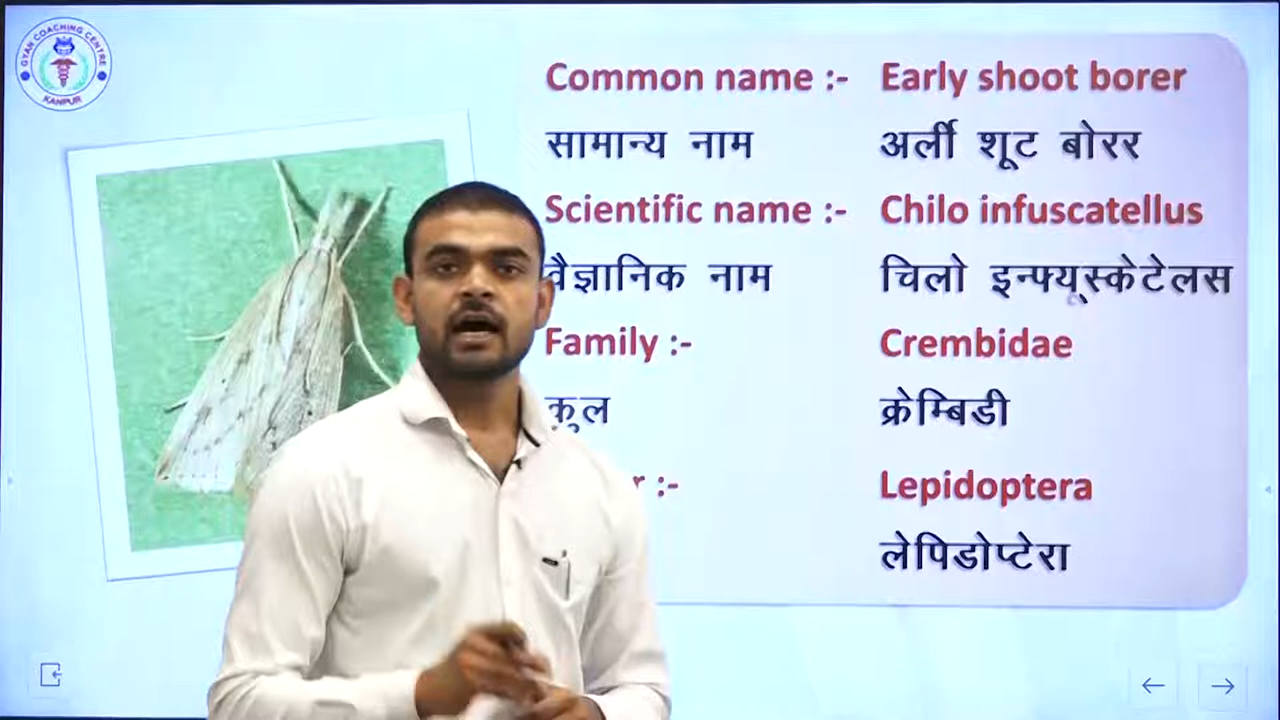 GYAN COACHING CENTRE
KANPUR
Common name :- Early shoot borer
सामान्य नाम अर्ली शूट बोरर
Scientific name :- Chilo infuscatellus
वैज्ञानिक नाम चिलो इन्फ्यूस्केटेलस
Family :- Crembidae
कुल क्रेम्बिडी
r :- Lepidoptera
लेपिडोप्टेरा